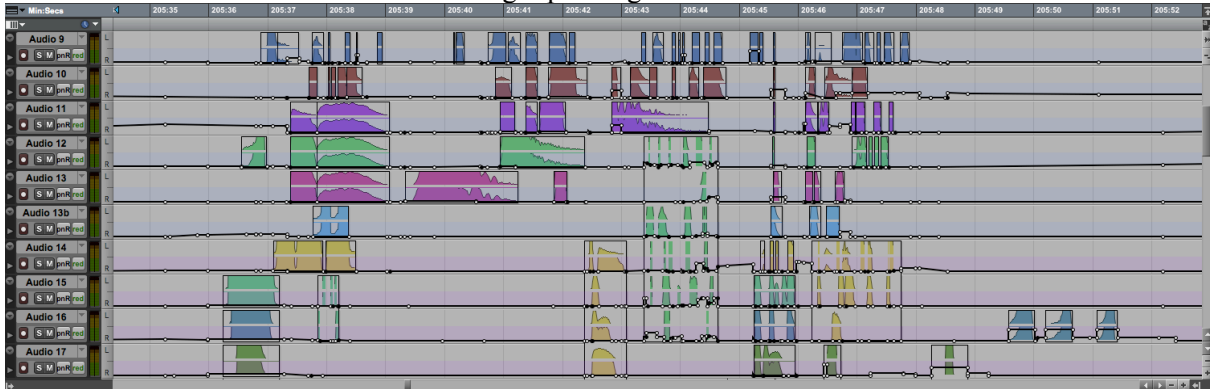 Min:Secs 205:35 205:36 205:37 205:38 205:39 205:40 205:41 205:42 205:43 205:44 205:45 205:46 205:47 205:48 205:49 205:50 205:51 205:52
Audio 9 L
S M pnR red R
Audio 10 L
S M pnR red R
Audio 11 L
S M pnR red R
Audio 12 L
S M pnR red R
Audio 13 L
S M pnR red R
Audio 13b L
S M pnR red R
Audio 14 L
S M pnR red R
Audio 15 L
S M pnR red R
Audio 16 L
S M pnR red R
Audio 17 L
S M pnR red R